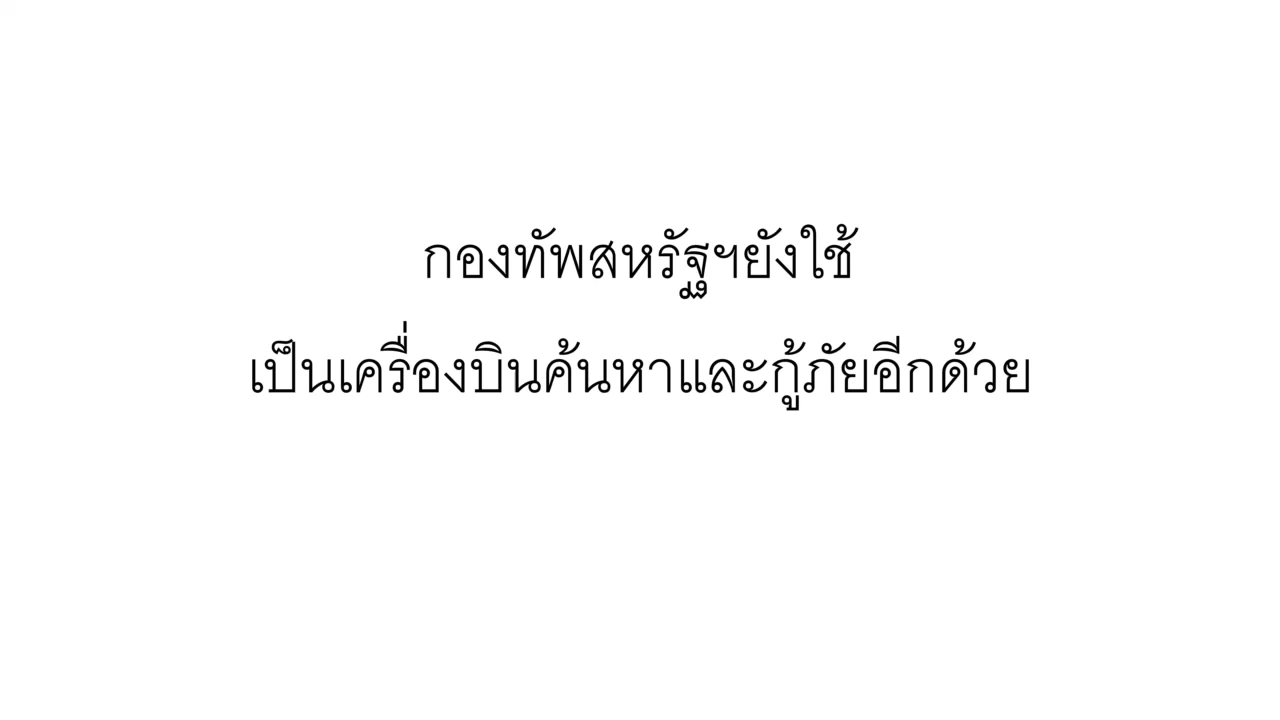 กองทัพสหรัฐฯยังใช้
เป็นเครื่องบินค้นหาและกู้ภัยอีกด้วย